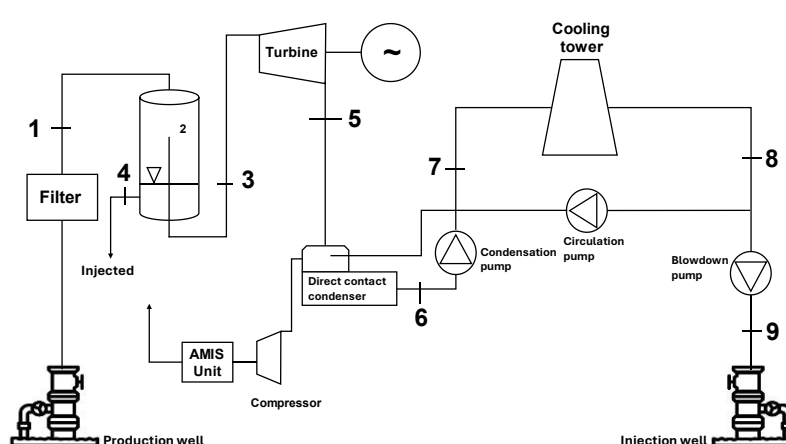 Cooling
tower
Turbine
~
1
2
5
4
3
7
8
Filter
Injected
Circulation
pump
Condensation
pump
Blowdown
pump
Direct contact
condenser
6
9
AMIS
Unit
Compressor
Production well
Injection well